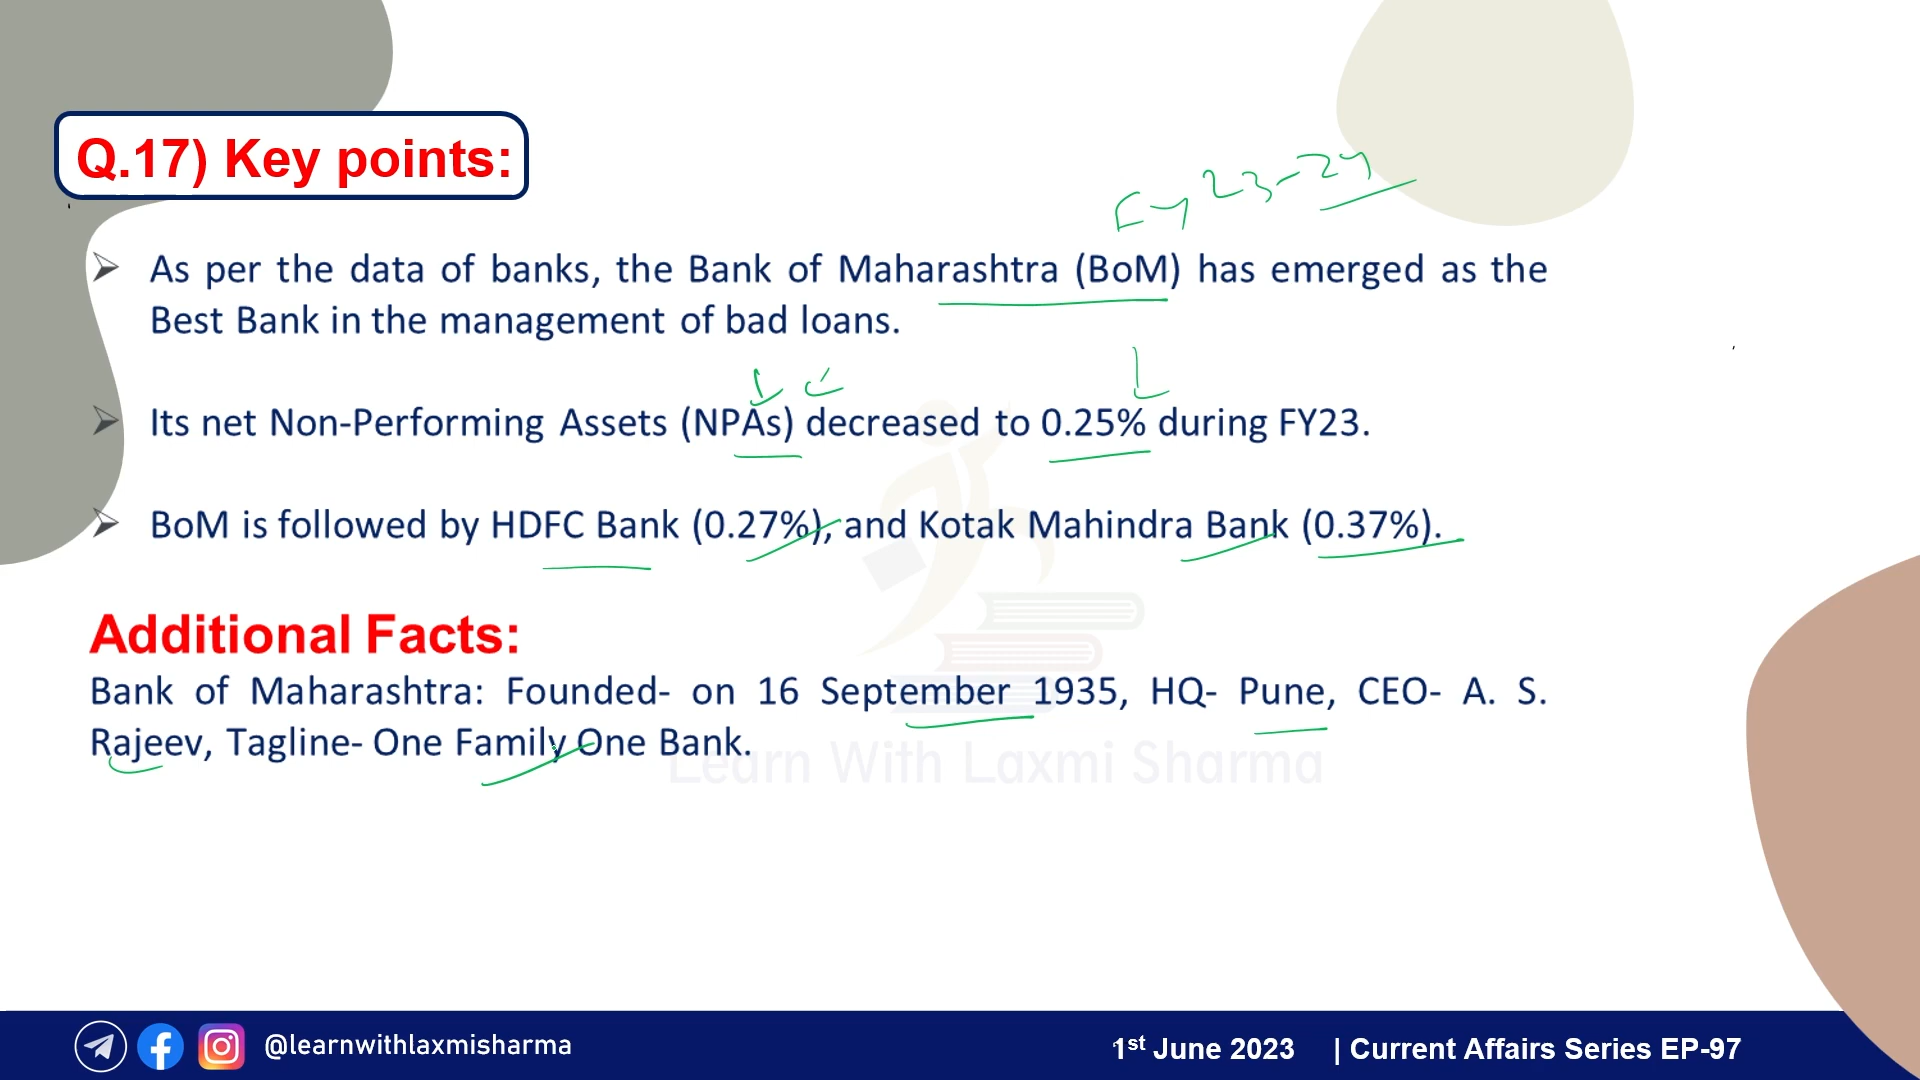 Q.17) Key points:
FY 23-24
As per the data of banks, the Bank of Maharashtra (BoM) has emerged as the
Best Bank in the management of bad loans.
Its net Non-Performing Assets (NPAs) decreased to 0.25% during FY23.
BoM is followed by HDFC Bank (0.27%), and Kotak Mahindra Bank (0.37%).
Additional Facts:
Bank of Maharashtra: Founded- on 16 September 1935, HQ- Pune, CEO- A. S.
Rajeev, Tagline- One Family One Bank.
Learn With Laxmi Sharma
@learnwithlaxmisharma
1st June 2023 | Current Affairs Series EP-97